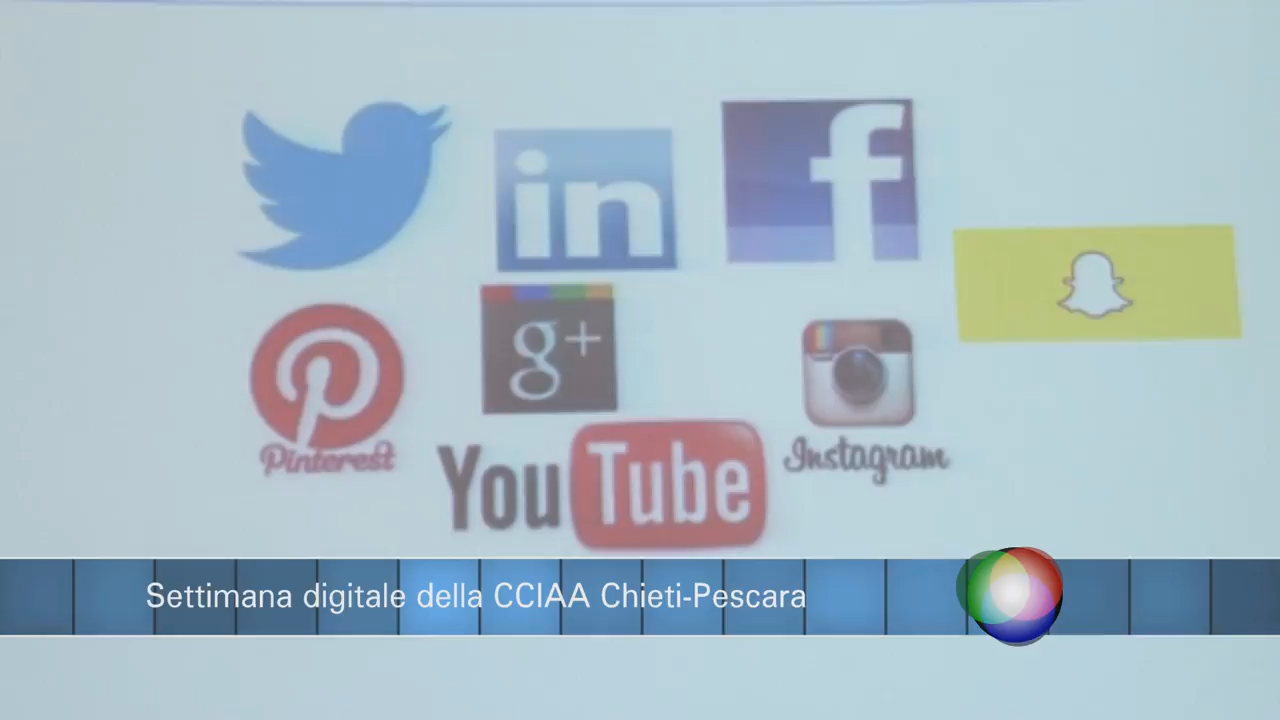 in
f
g+
Pinterest
YouTube
Instagram
Settimana digitale della CCIAA Chieti-Pescara